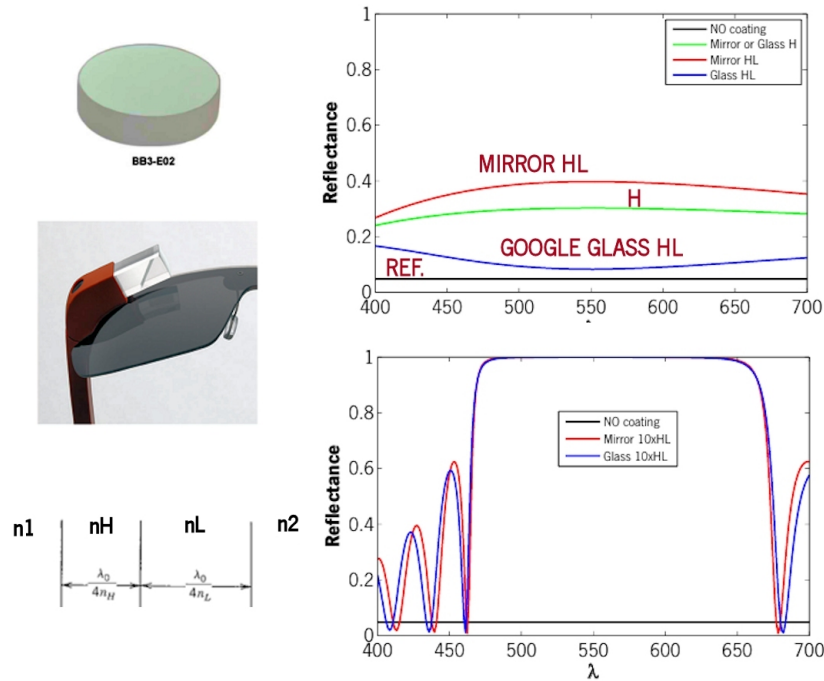 BB3-E02
n1
nH
nL
n2
λ0
4nH
λ0
4nL
Reflectance
1
0.8
0.6
0.4
0.2
0
400 450 500 550 600 650 700
NO coating
Mirror or Glass H
Mirror HL
Glass HL
MIRROR HL
H
GOOGLE GLASS HL
REF.
Reflectance
1
0.8
0.6
0.4
0.2
0
400 450 500 550 600 650 700
λ
NO coating
Mirror 10xHL
Glass 10xHL